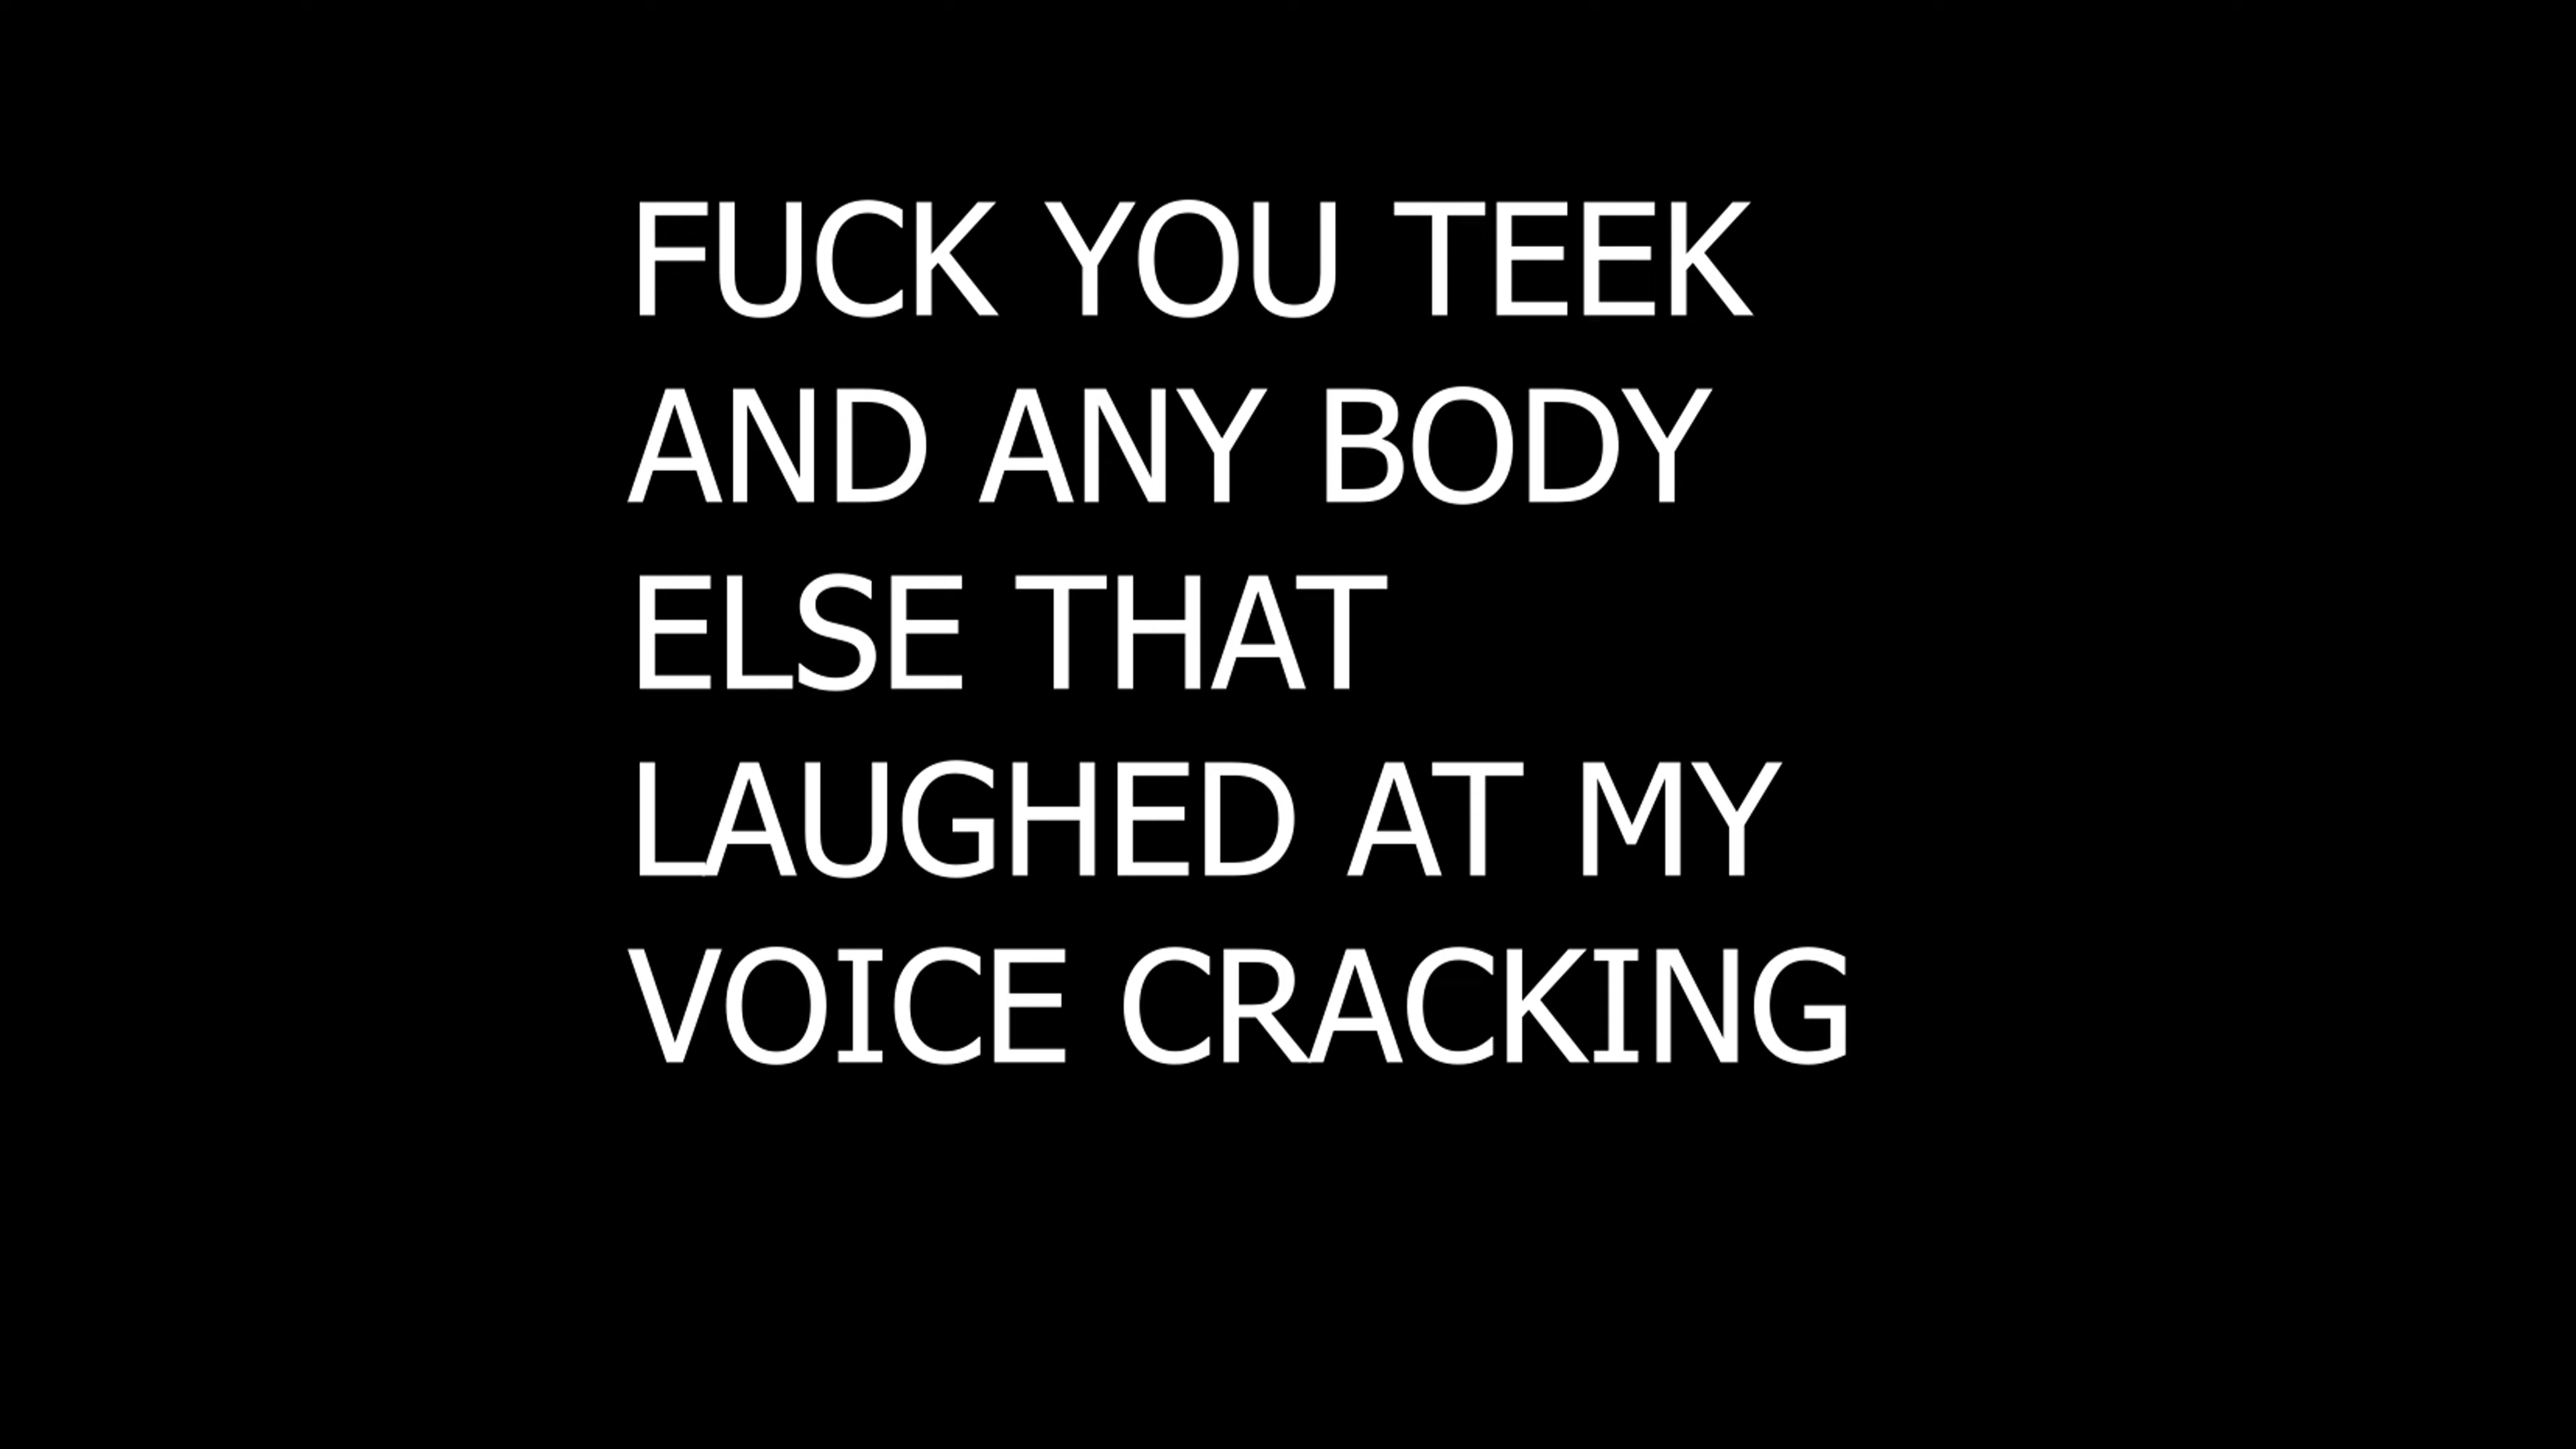 FUCK YOU TEEK
AND ANY BODY
ELSE THAT
LAUGHED AT MY
VOICE CRACKING